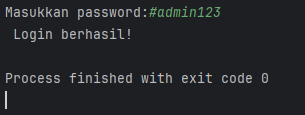 Masukkan password:#admin123
Login berhasil!
Process finished with exit code 0